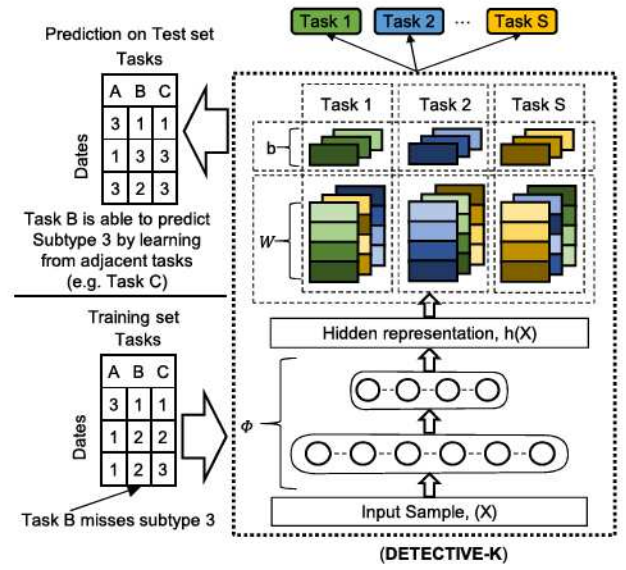 Task 1 Task 2 ... Task S
Prediction on Test set
Tasks
A B C
3 1 1
1 3 3
3 2 3
Dates
Task B is able to predict
Subtype 3 by learning
from adjacent tasks
(e.g. Task C)
Training set
Tasks
A B C
3 1 1
1 2 2
1 2 3
Dates
Task B misses subtype 3
Task 1 Task 2 Task S
b
W
Hidden representation, h(X)
Φ
Input Sample, (X)
(DETECTIVE-K)